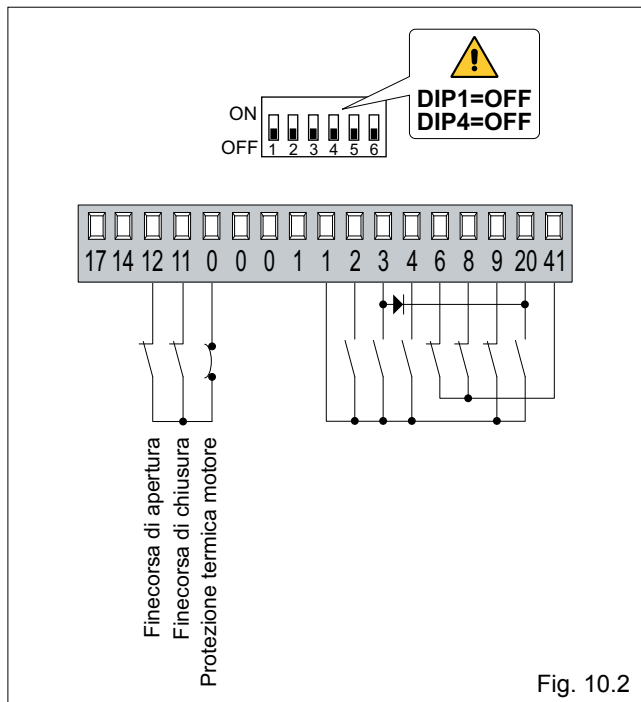 DIP1=OFF
DIP4=OFF
ON
OFF
1 2 3 4 5 6
17 14 12 11 0 0 0 1 1 2 3 4 6 8 9 20 41
Finecorsa di apertura
Finecorsa di chiusura
Protezione termica motore
Fig. 10.2